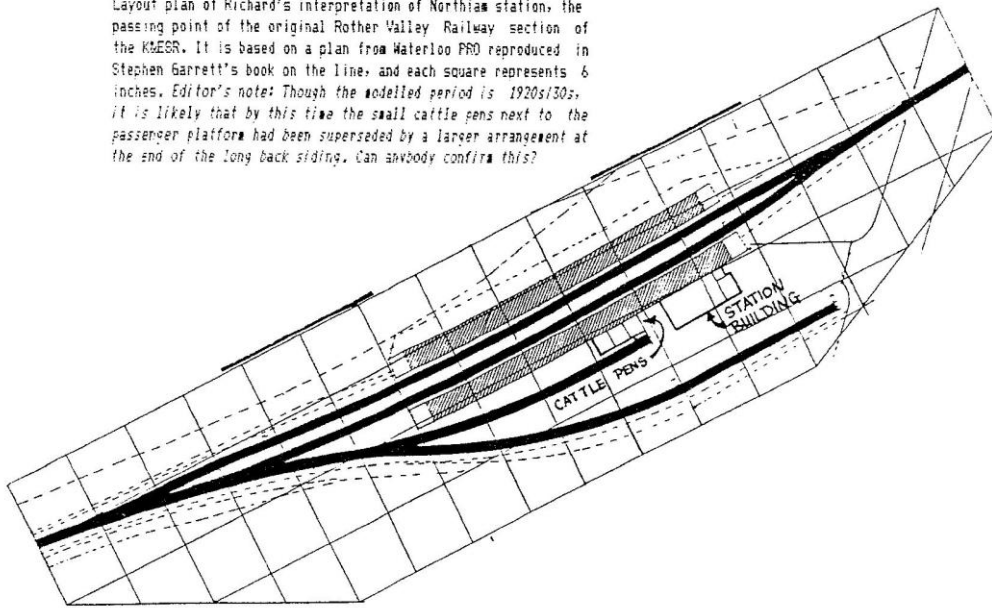 Layout plan of Richard's interpretation of Northiam station, the
passing point of the original Rother Valley Railway section of
the K&ESR. It is based on a plan from Waterloo PRO reproduced in
Stephen Garrett's book on the line, and each square represents 6
inches. Editor's note: Though the modelled period is 1920s/30s,
it is likely that by this time the small cattle pens next to the
passenger platform had been superseded by a larger arrangement at
the end of the long back siding. Can anybody confirm this?
STATION
BUILDING
CATTLE PENS